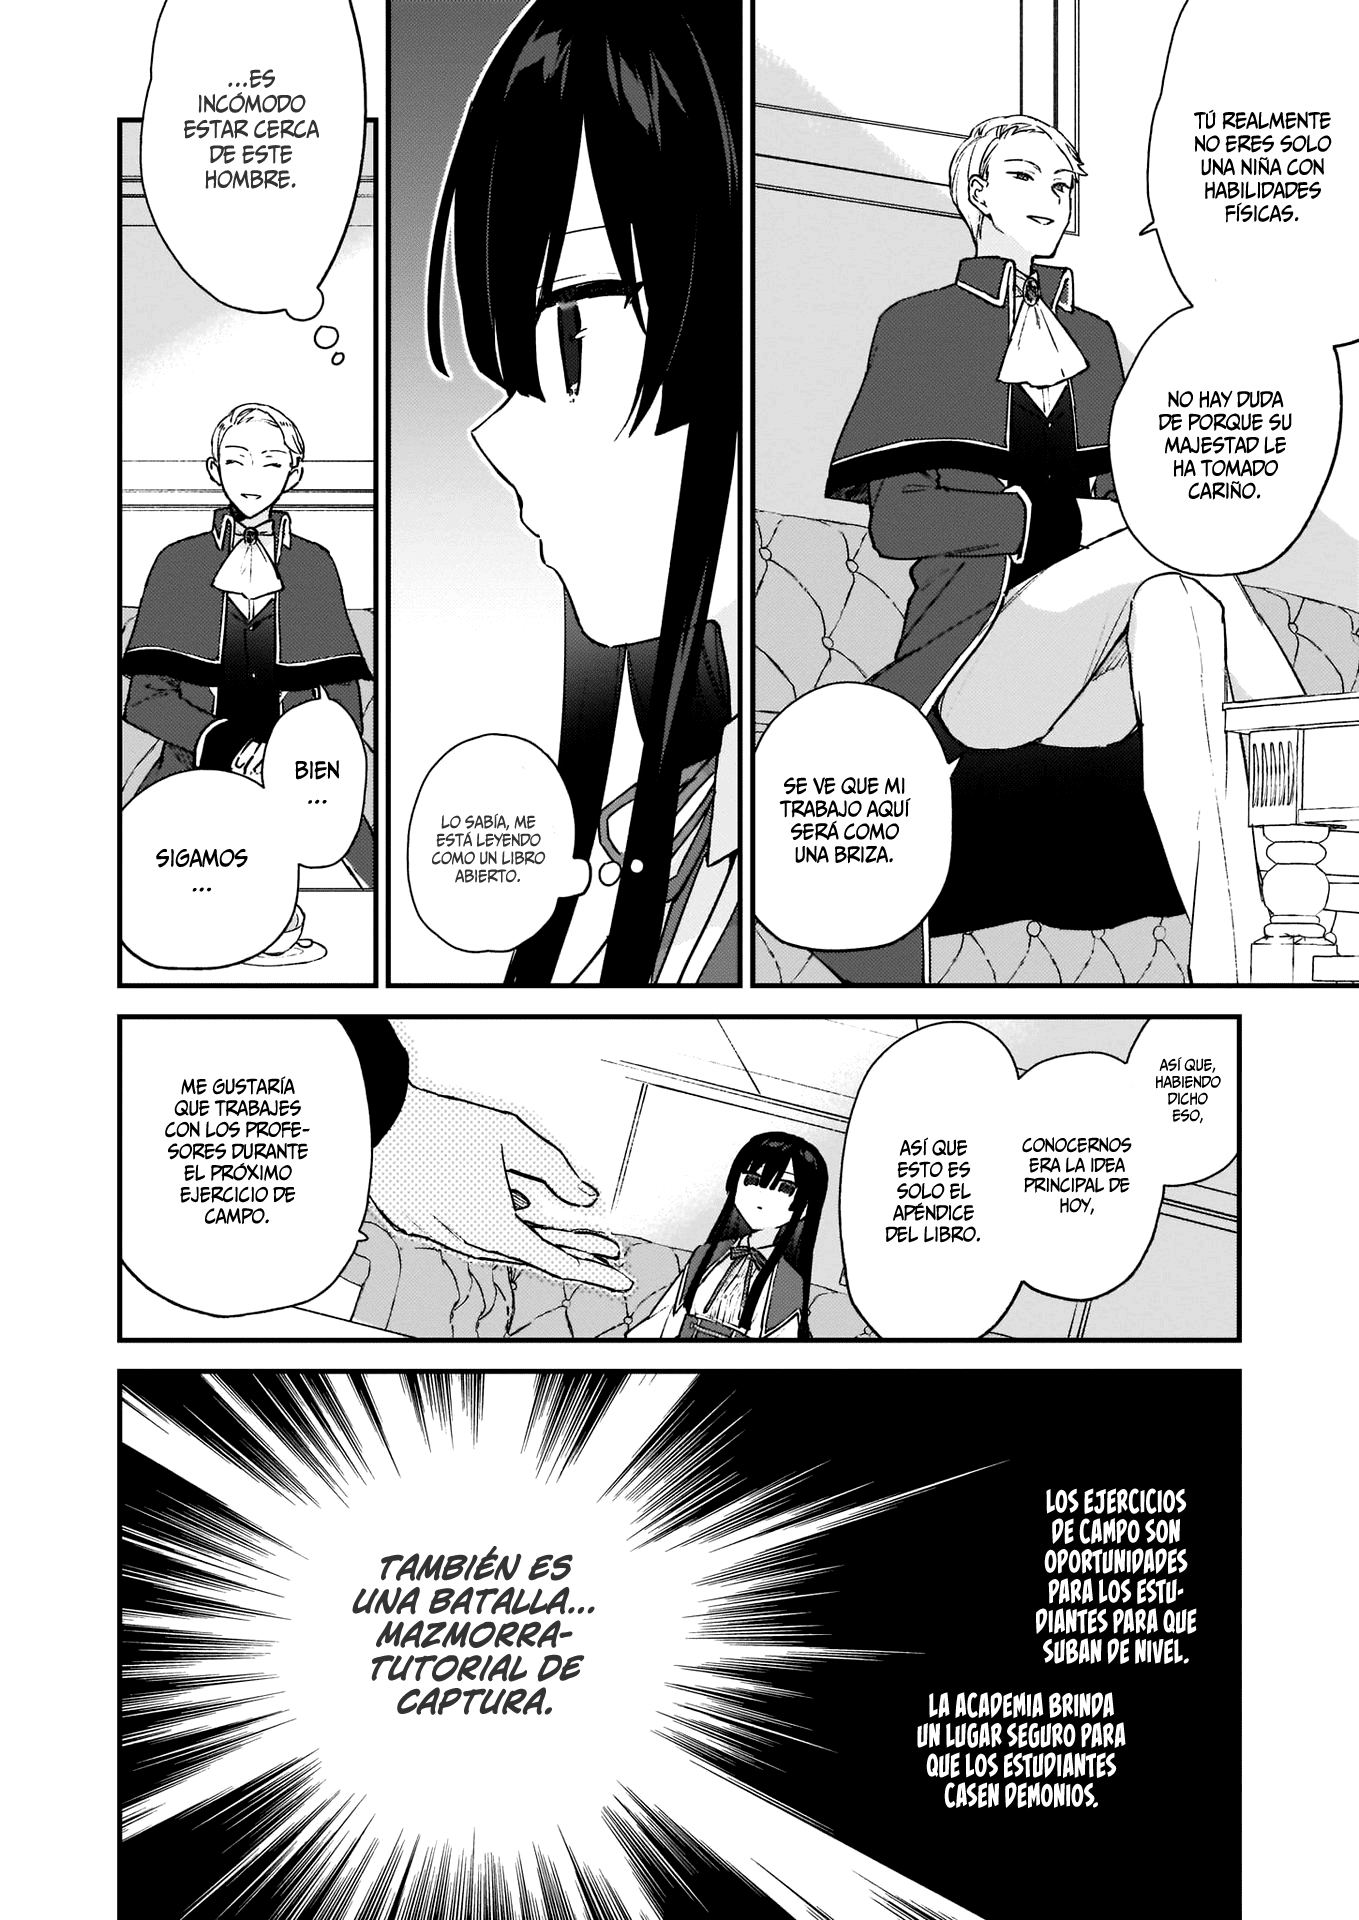 TÚ REALMENTE
NO ERES SOLO
UNA NIÑA CON
HABILIDADES
FÍSICAS.
NO HAY DUDA
DE PORQUE SU
MAJESTAD LE
HA TOMADO
CARIÑO.
SE VE QUE MI
TRABAJO AQUÍ
SERÁ COMO
UNA BRIZA.
LO SABÍA, ME
ESTÁ LEYENDO
COMO UN LIBRO
ABIERTO.
...ES
INCÓMODO
ESTAR CERCA
DE ESTE
HOMBRE.
BIEN
...
SIGAMOS
...
ASÍ QUE,
HABIENDO
DICHO
ESO,
CONOCERNOS
ERA LA IDEA
PRINCIPAL DE
HOY,
ASÍ QUE
ESTO ES
SOLO EL
APÉNDICE
DEL LIBRO.
ME GUSTARÍA
QUE TRABAJES
CON LOS PROFE-
SORES DURANTE
EL PRÓXIMO
EJERCICIO DE
CAMPO.
LOS EJERCICIOS
DE CAMPO SON
OPORTUNIDADES
PARA LOS ESTU-
DIANTES PARA QUE
SUBAN DE NIVEL.
LA ACADEMIA BRINDA
UN LUGAR SEGURO PARA
QUE LOS ESTUDIANTES
CASEN DEMONIOS.
TAMBIÉN ES
UNA BATALLA...
MAZMORRA-
TUTORIAL DE
CAPTURA.